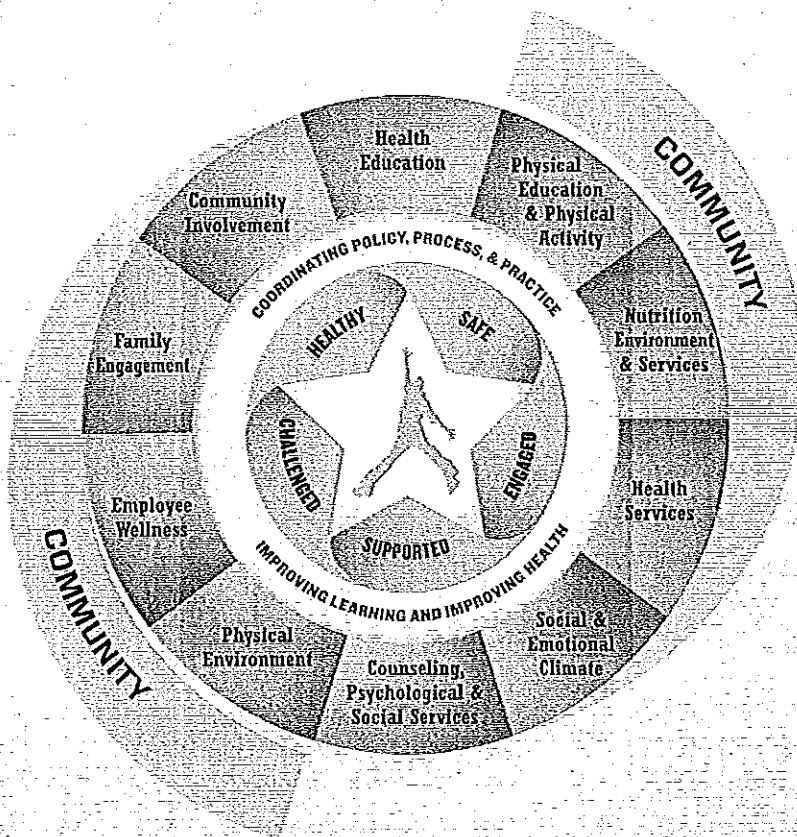 COMMUNITY
Health
Education
Physical
Education
& Physical
Activity
Nutrition
Environment
& Services
Health
Services
Social &
Emotional
Climate
Counseling,
Psychological &
Social Services
Physical
Environment
Employee
Wellness
Family
Engagement
Community
Involvement
COMMUNITY
COORDINATING POLICY, PROCESS, & PRACTICE
IMPROVING LEARNING AND IMPROVING HEALTH
HEALTHY
SAFE
ENGAGED
SUPPORTED
CHALLENGED